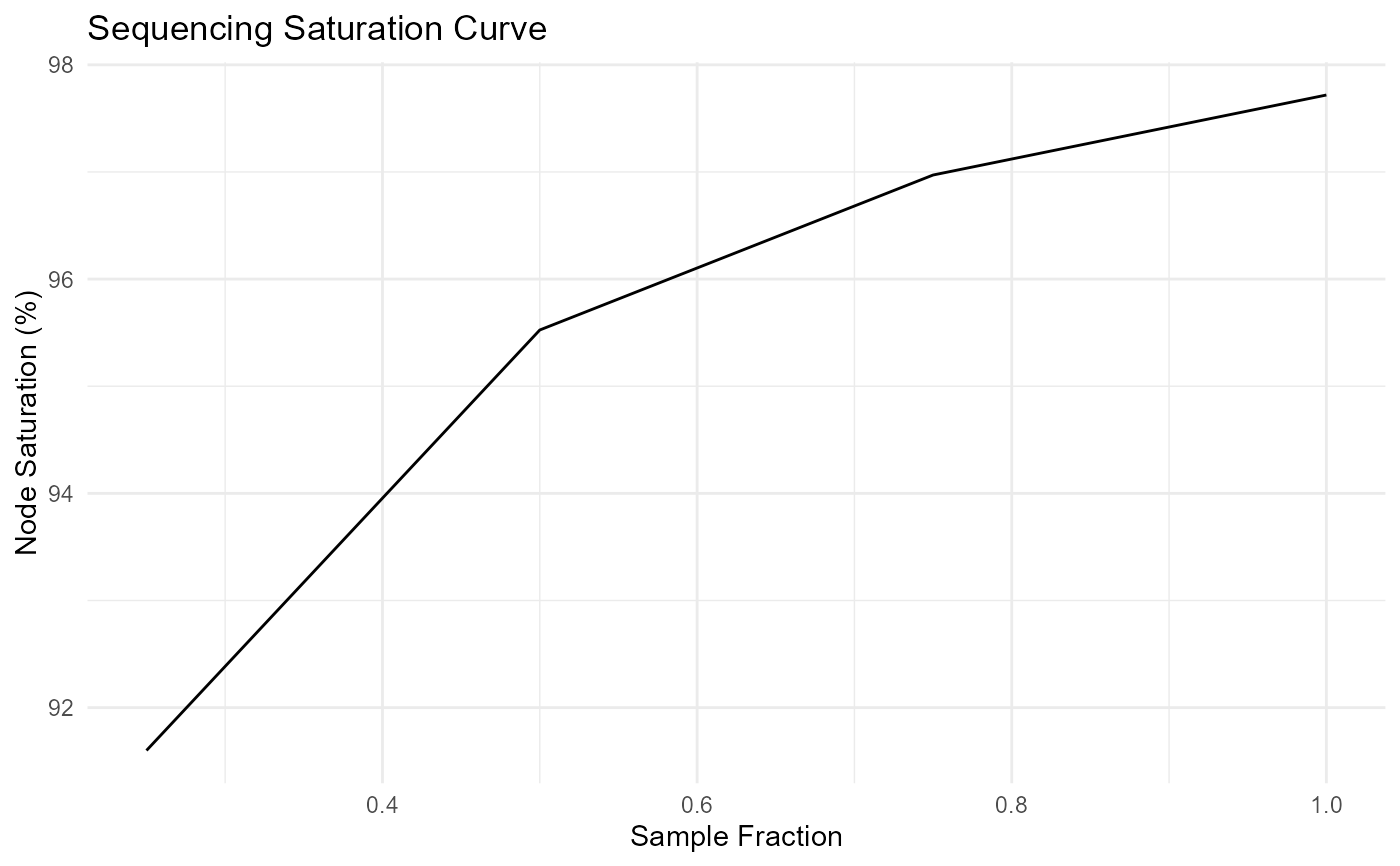 Sequencing Saturation Curve
Node Saturation (%)
98
96
94
92
0.4 0.6 0.8 1.0
Sample Fraction